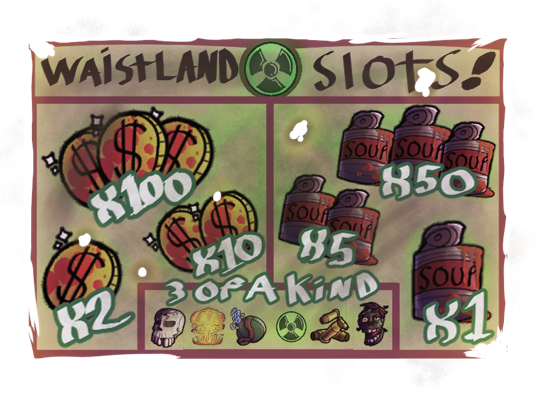 WAISTLAND SLOTS!
X100
SOUP SOUP SOUP
X50
X10
SOUP SOUP
X5
X2
SOUP
X1
3 OF A KIND